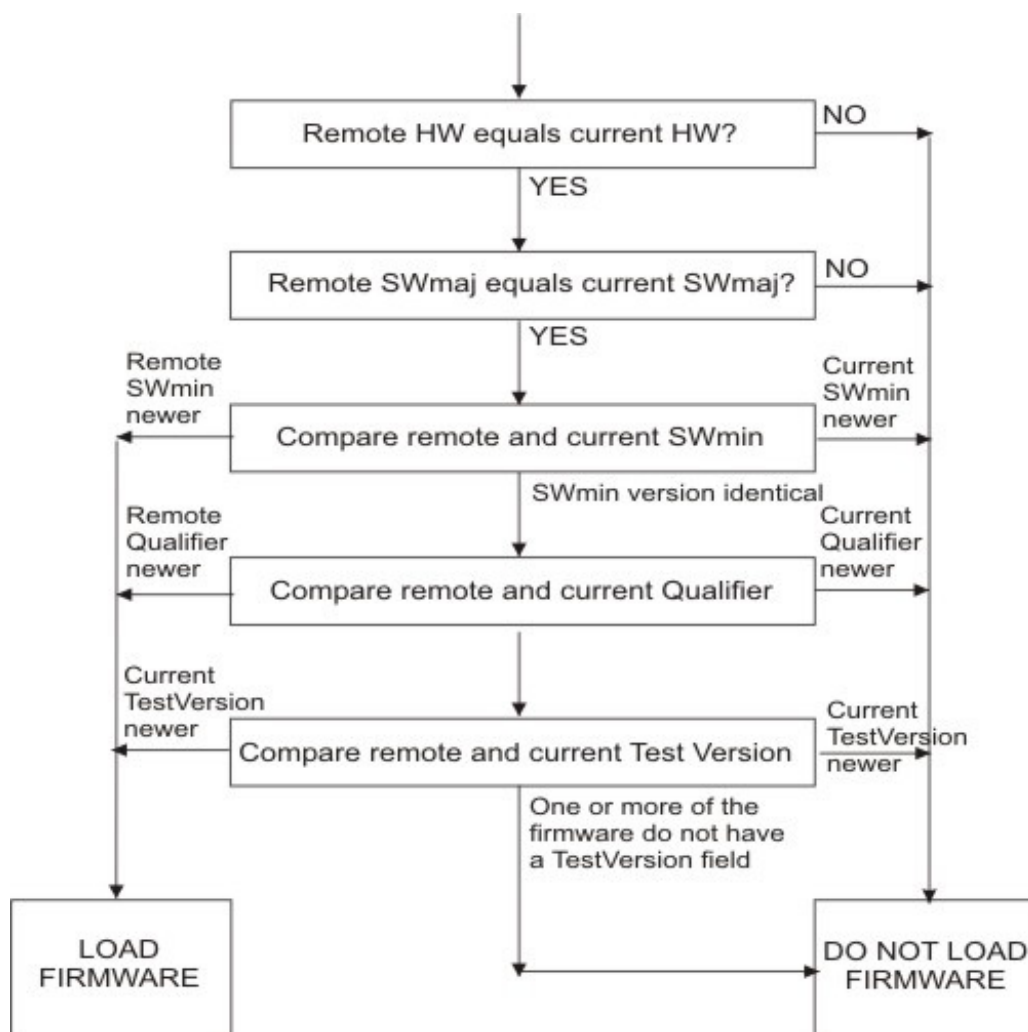 Remote HW equals current HW?
NO
YES
Remote SWmaj equals current SWmaj?
NO
YES
Remote
SWmin
newer
Current
SWmin
newer
Compare remote and current SWmin
SWmin version identical
Remote
Qualifier
newer
Current
Qualifier
newer
Compare remote and current Qualifier
Current
TestVersion
newer
Current
TestVersion
newer
Compare remote and current Test Version
One or more of the
firmware do not have
a TestVersion field
LOAD
FIRMWARE
DO NOT LOAD
FIRMWARE